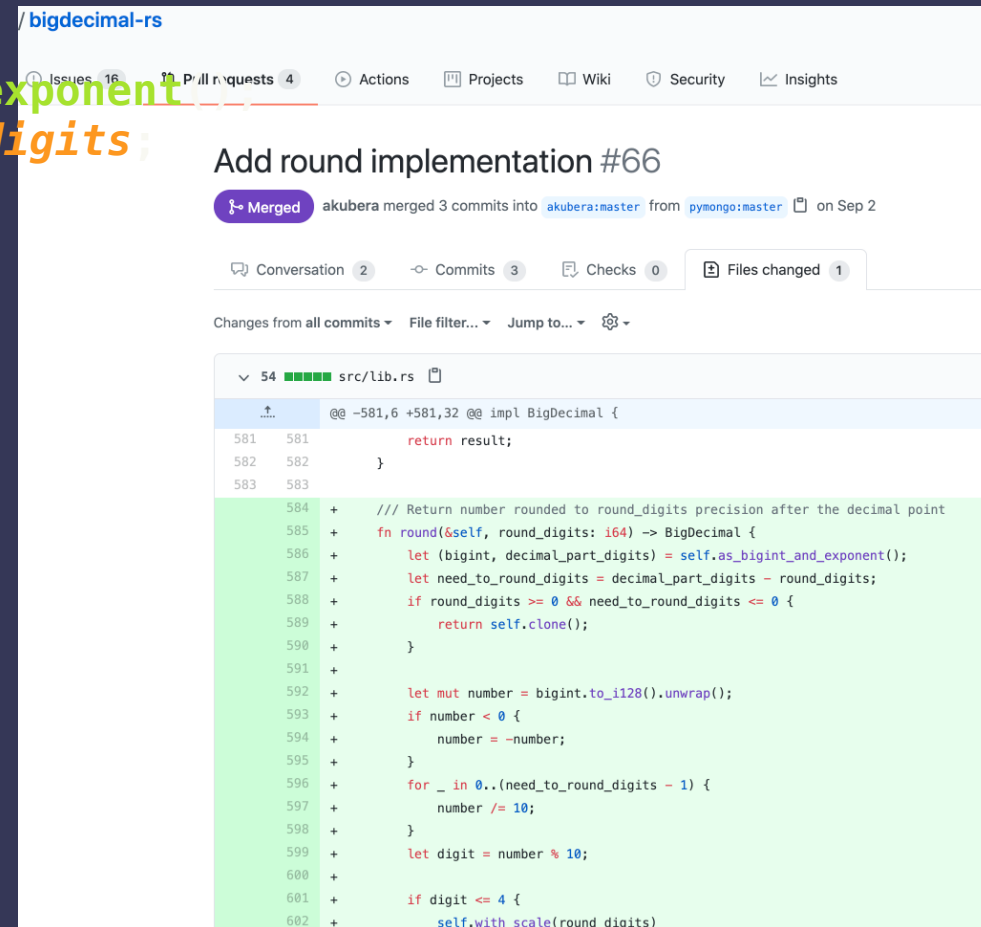 / bigdecimal-rs
Issues 16 Pull requests 4 Actions Projects Wiki Security Insights
exponent();
digits;
Add round implementation #66
Merged akubera merged 3 commits into akubera:master from pymongo:master on Sep 2
Conversation 2 Commits 3 Checks 0 Files changed 1
Changes from all commits File filter... Jump to...
54 src/lib.rs
@@ -581,6 +581,32 @@ impl BigDecimal {
581 581 return result;
582 582 }
583 583
584 + /// Return number rounded to round_digits precision after the decimal point
585 + fn round(&self, round_digits: i64) -> BigDecimal {
586 + let (bigint, decimal_part_digits) = self.as_bigint_and_exponent();
587 + let need_to_round_digits = decimal_part_digits - round_digits;
588 + if round_digits >= 0 && need_to_round_digits <= 0 {
589 + return self.clone();
590 + }
591 +
592 + let mut number = bigint.to_i128().unwrap();
593 + if number < 0 {
594 + number = -number;
595 + }
596 + for _ in 0..(need_to_round_digits - 1) {
597 + number /= 10;
598 + }
599 + let digit = number % 10;
600 +
601 + if digit <= 4 {
602 + self.with_scale(round_digits)